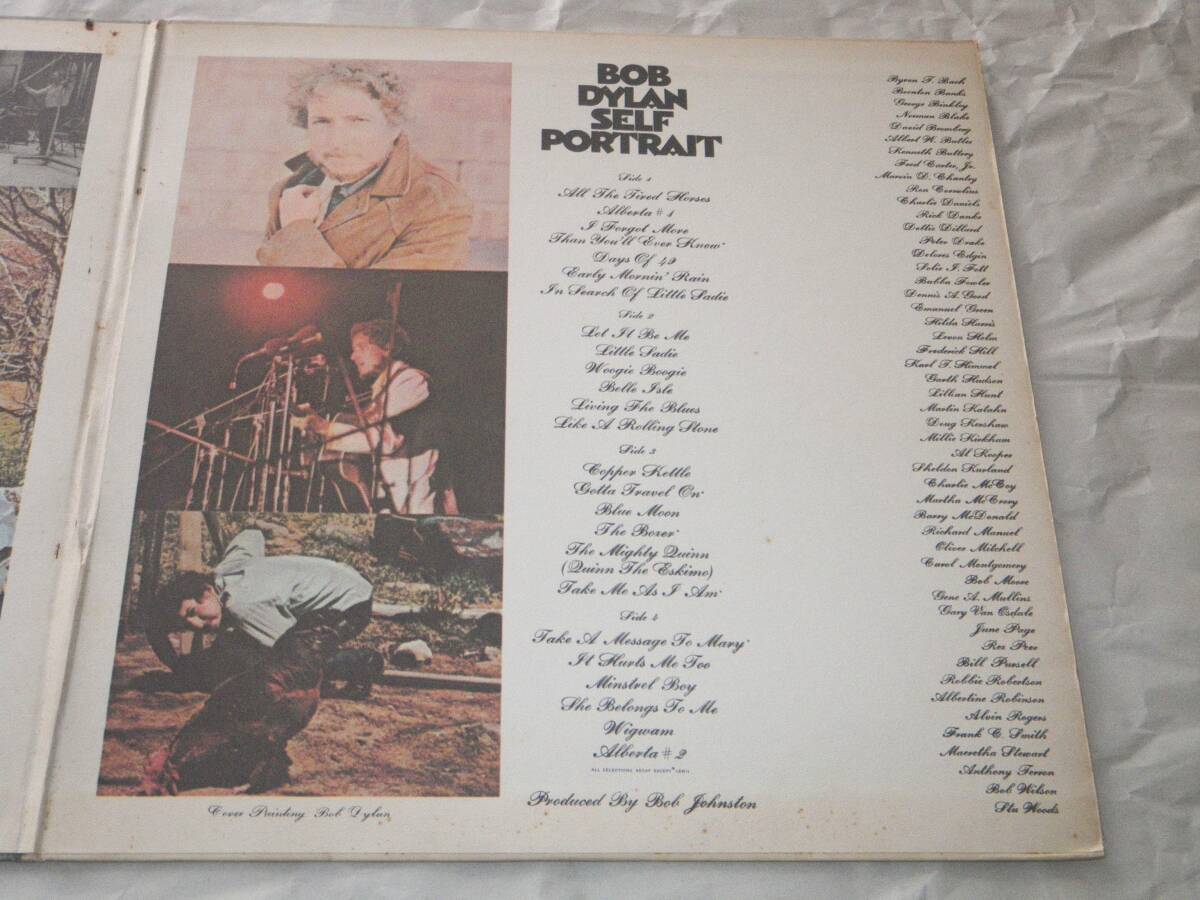 BOB
DYLAN
SELF
PORTRAIT
Side 1
All The Tired Horses
Alberta # 1
I Forgot More
Than You'll Ever Know*
Days Of 49
Early Mornin' Rain
In Search Of Little Sadie
Side 2
Let It Be Me
Little Sadie
Woogie Boogie
Belle Isle
Living The Blues
Like A Rolling Stone
Side 3
Copper Kettle
Gotta Travel On*
Blue Moon
The Boxer*
The Mighty Quinn
(Quinn The Eskimo)
Take Me As I Am*
Side 4
Take A Message To Mary*
It Hurts Me Too
Minstrel Boy
She Belongs To Me
Wigwam
Alberta # 2
ALL SELECTIONS ASCAP EXCEPT *(BMI)
Produced By Bob Johnston
Cover Painting Bob Dylan
Byron T. Bach
Brenton Banks
George Binkley
Norman Blake
David Bromberg
Albert W. Butler
Kenneth Buttery
Fred Carter, Jr.
Marvin D. Chantry
Ron Cornelius
Charlie Daniels
Rick Danko
Dottie Dillard
Peter Drake
Delores Edgin
Solie I. Fott
Bubba Fowler
Dennis A. Good
Emanuel Green
Hilda Harris
Levon Helm
Frederick Hill
Karl T. Himmel
Garth Hudson
Lillian Hunt
Martin Katahn
Doug Kershaw
Millie Kirkham
Al Kooper
Sheldon Kurland
Charlie McCoy
Martha McCrory
Barry McDonald
Richard Manuel
Oliver Mitchell
Carol Montgomery
Bob Moore
Gene A. Mullins
Gary Van Osdale
June Page
Rex Peer
Bill Pursell
Robbie Robertson
Albertine Robinson
Alvin Rogers
Frank C. Smith
Maeretha Stewart
Anthony Terran
Bob Wilson
Stu Woods